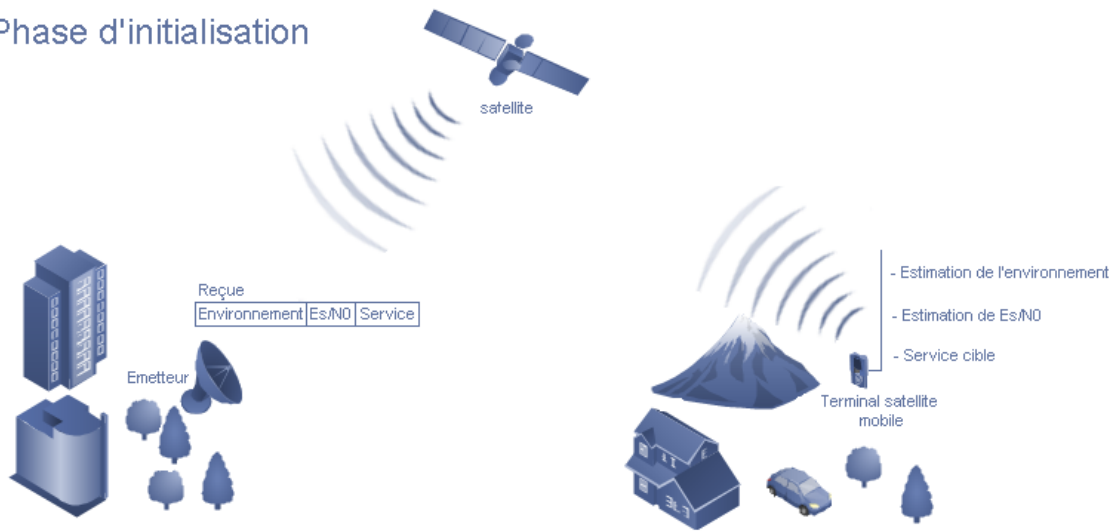 Phase d'initialisation
satellite
Reçue
Environnement Es/N0 Service
Emetteur
- Estimation de l'environnement
- Estimation de Es/N0
- Service cible
Terminal satellite
mobile